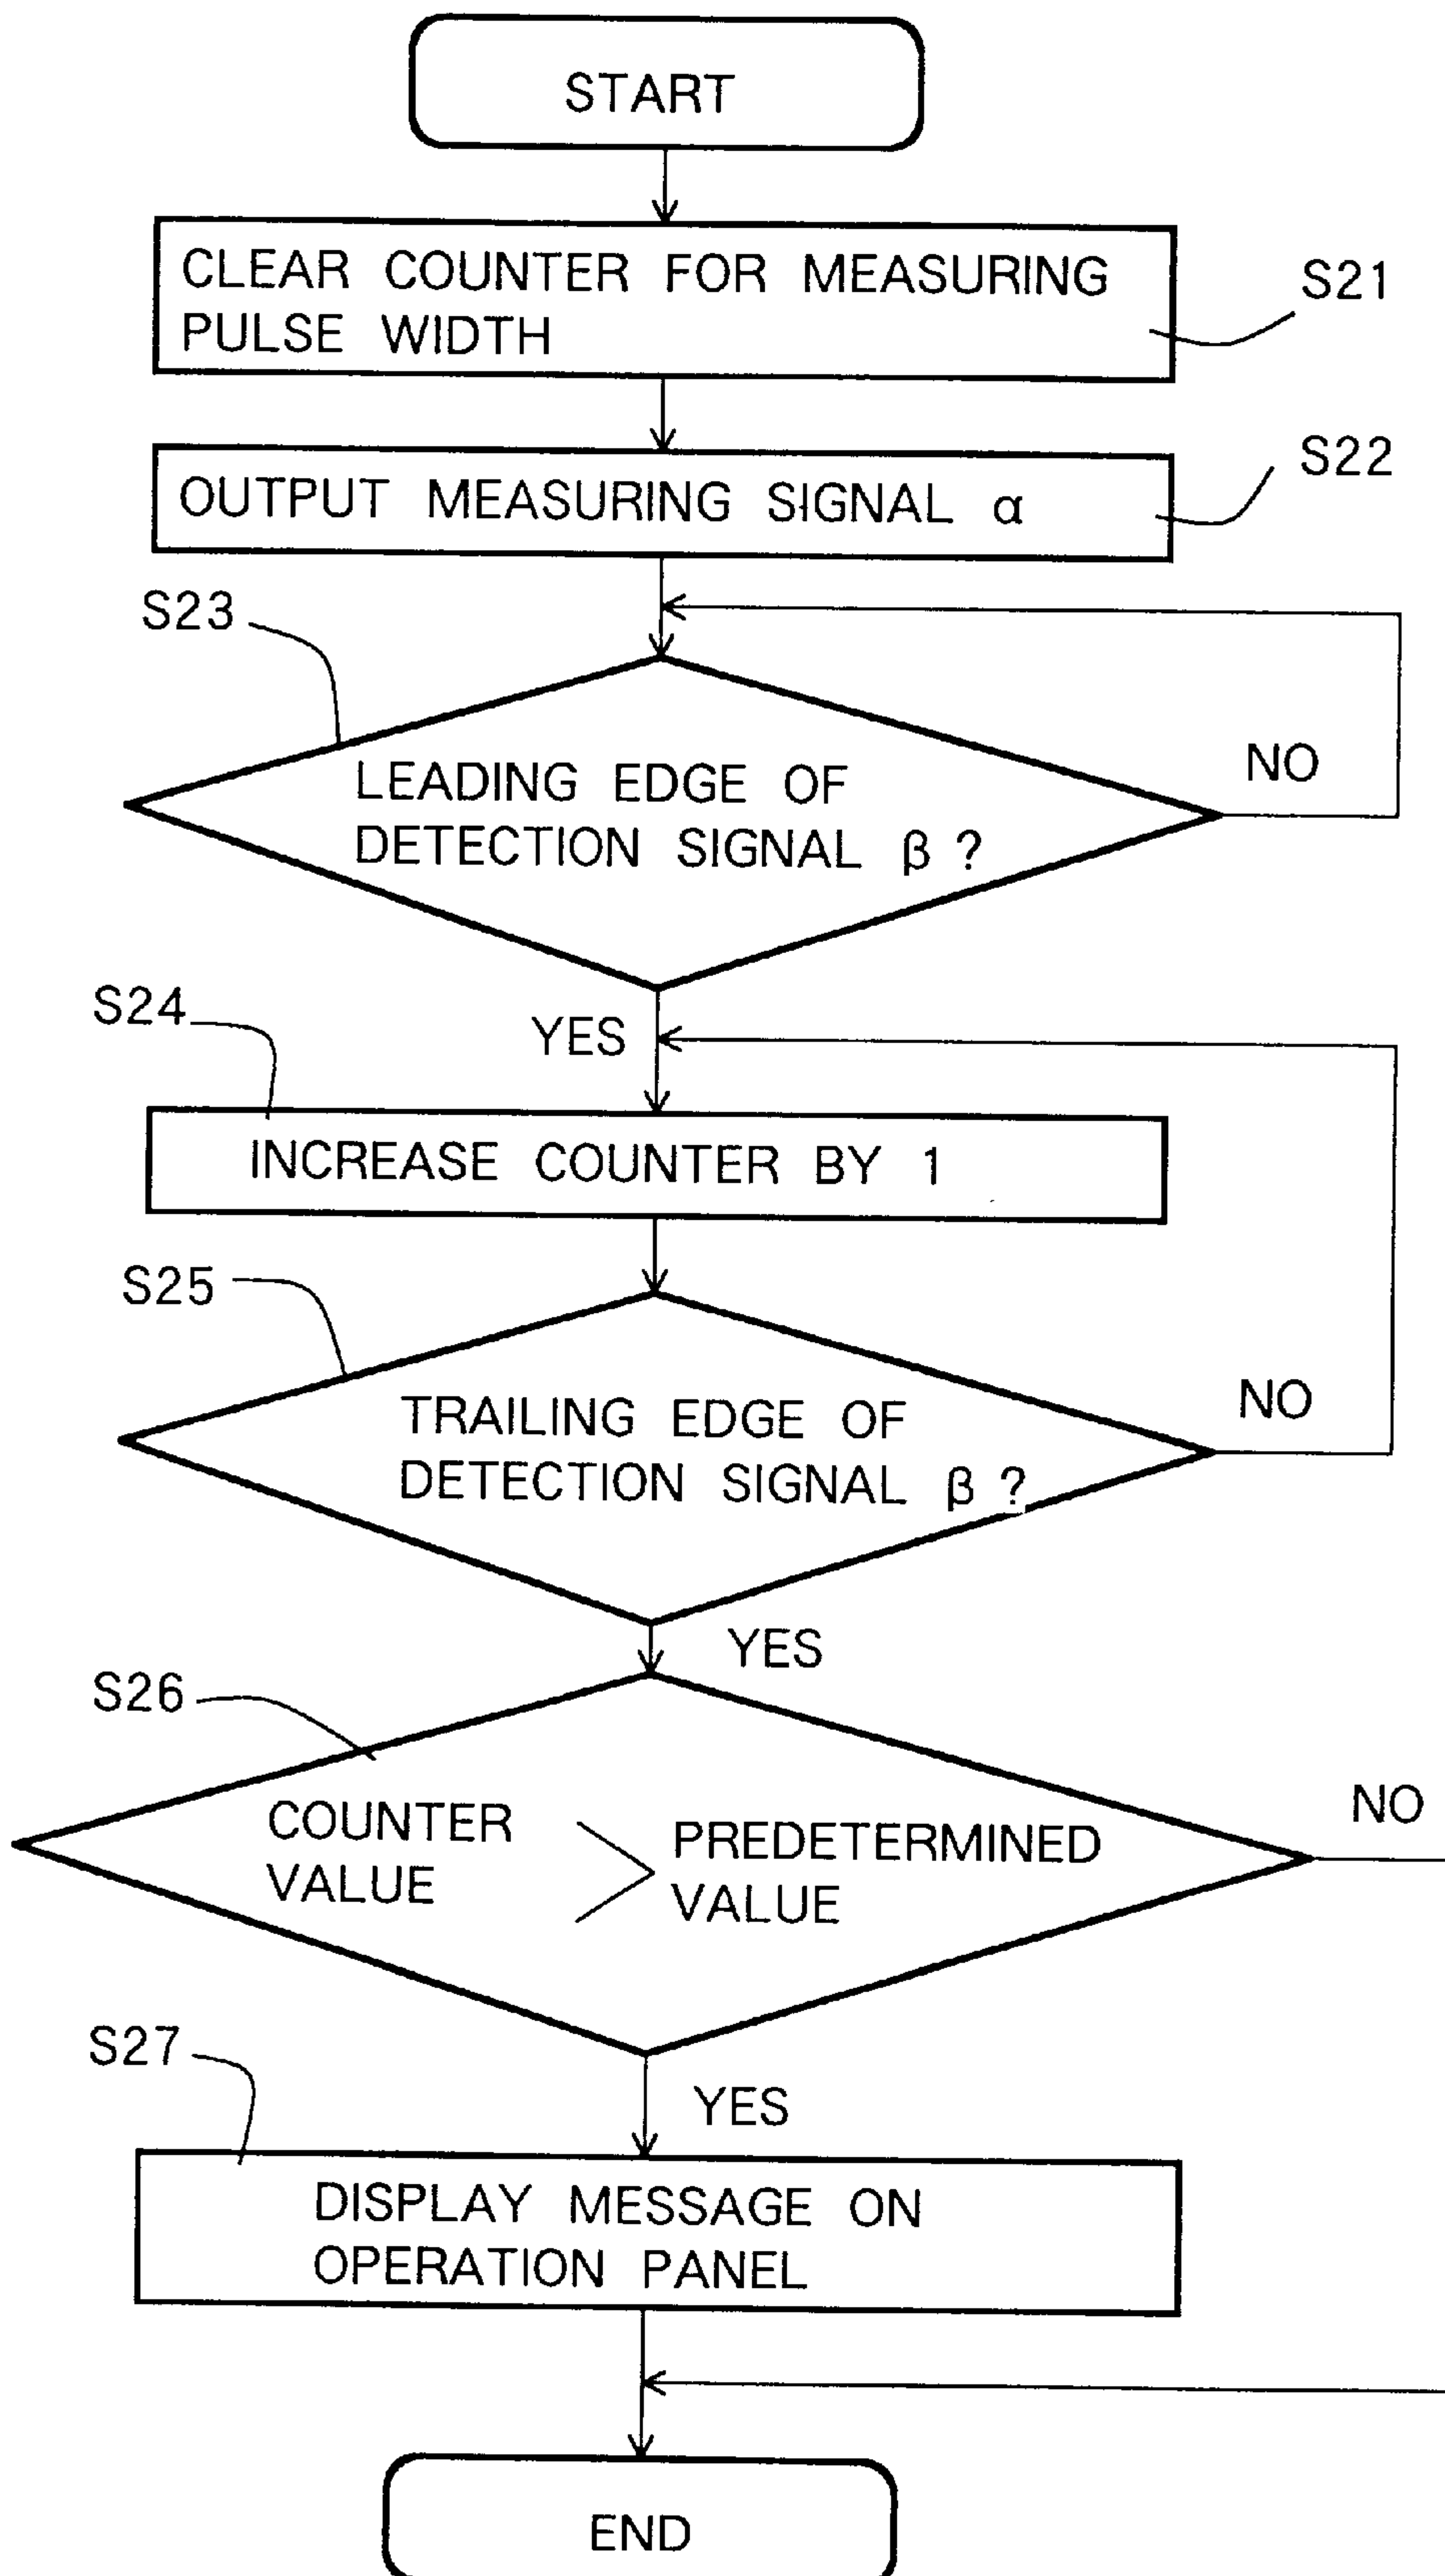 START
CLEAR COUNTER FOR MEASURING
PULSE WIDTH
S21
OUTPUT MEASURING SIGNAL α
S22
S23
LEADING EDGE OF
DETECTION SIGNAL β ?
NO
YES
S24
INCREASE COUNTER BY 1
S25
TRAILING EDGE OF
DETECTION SIGNAL β ?
NO
YES
S26
COUNTER
VALUE
>
PREDETERMINED
VALUE
NO
YES
S27
DISPLAY MESSAGE ON
OPERATION PANEL
END